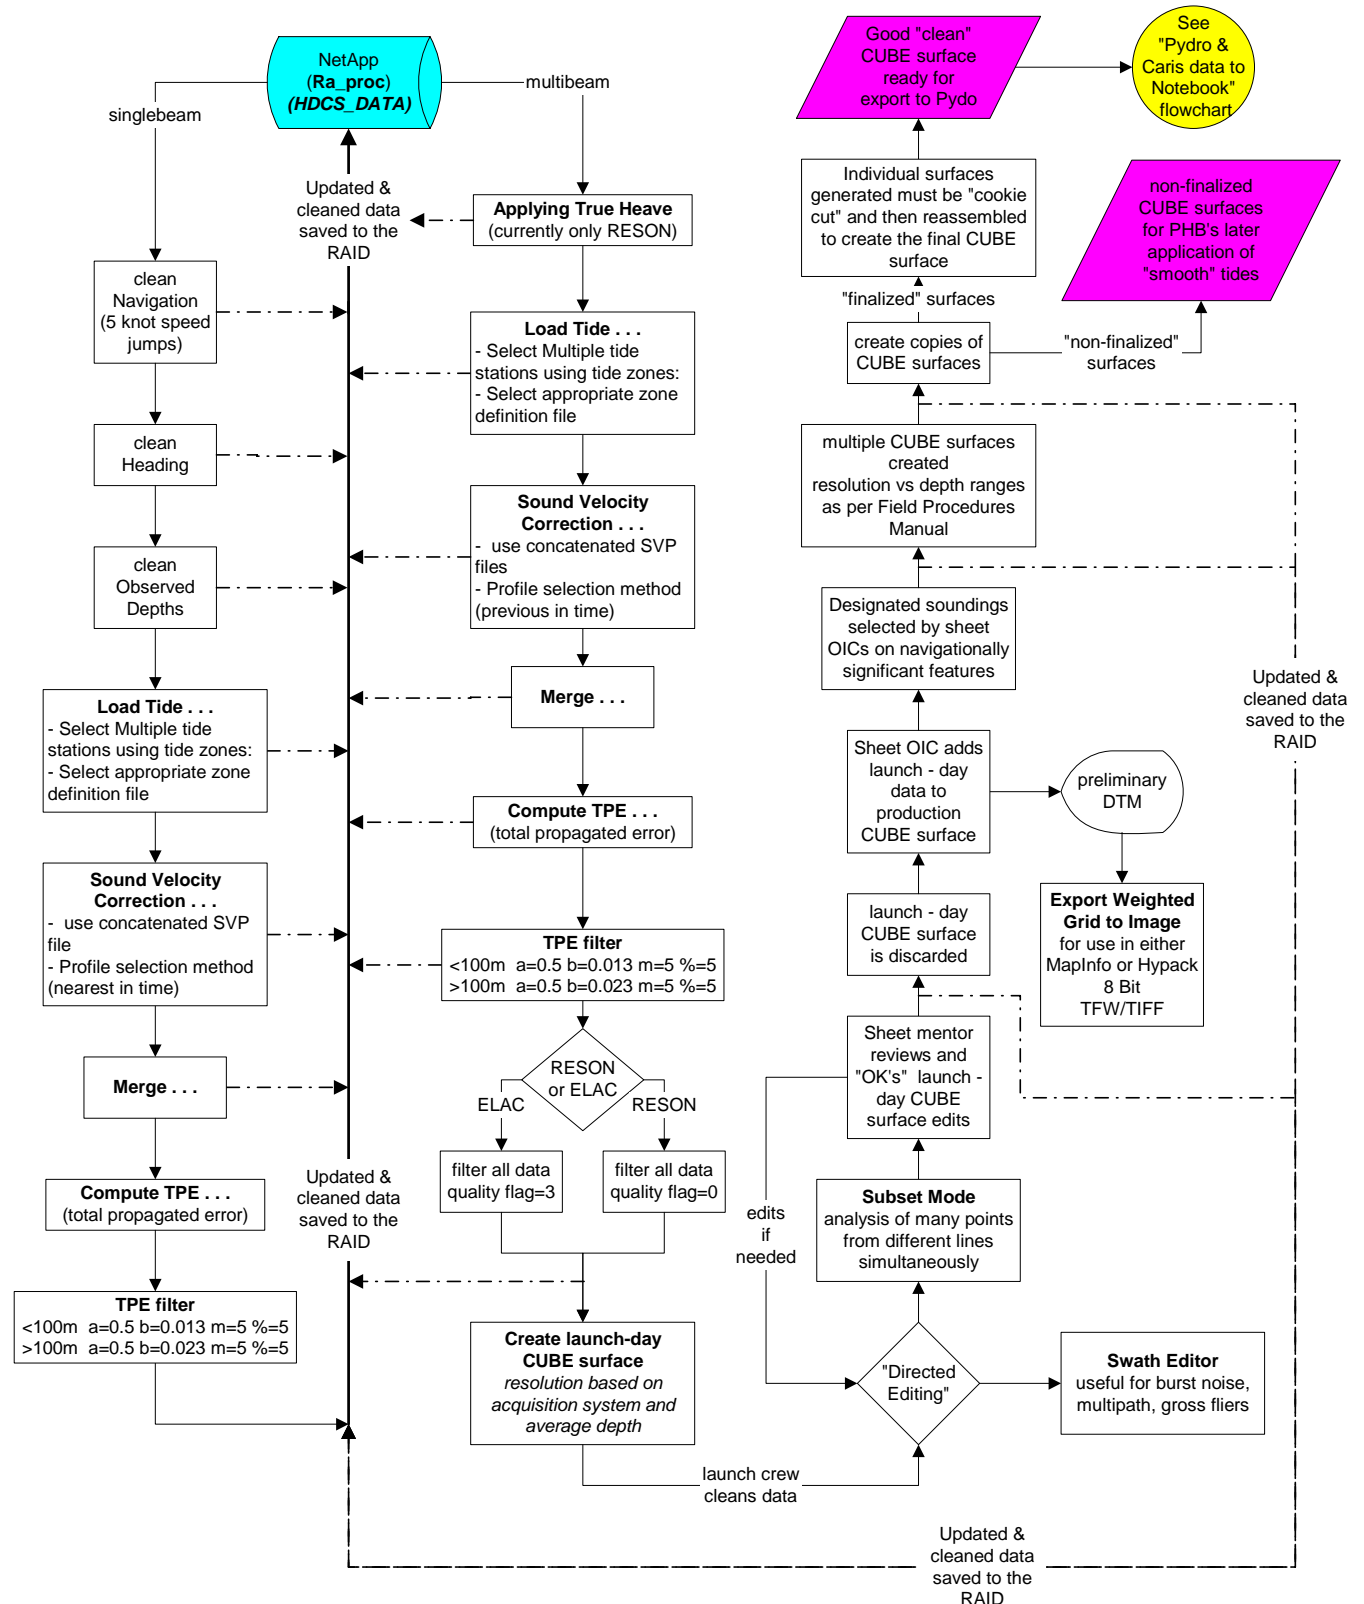 NetApp
(Ra_proc)
(HDCS_DATA)
singlebeam
multibeam
Updated &
cleaned data
saved to the
RAID
clean
Navigation
(5 knot speed
jumps)
clean
Heading
clean
Observed
Depths
Load Tide . . .
- Select Multiple tide
stations using tide zones:
- Select appropriate zone
definition file
Sound Velocity
Correction . . .
- use concatenated SVP
file
- Profile selection method
(nearest in time)
Merge . . .
Compute TPE . . .
(total propagated error)
TPE filter
<100m a=0.5 b=0.013 m=5 %=5
>100m a=0.5 b=0.023 m=5 %=5
Updated &
cleaned data
saved to the
RAID
Applying True Heave
(currently only RESON)
Load Tide . . .
- Select Multiple tide
stations using tide zones:
- Select appropriate zone
definition file
Sound Velocity
Correction . . .
- use concatenated SVP
files
- Profile selection method
(previous in time)
Merge . . .
Compute TPE . . .
(total propagated error)
TPE filter
<100m a=0.5 b=0.013 m=5 %=5
>100m a=0.5 b=0.023 m=5 %=5
RESON
or ELAC
ELAC
RESON
filter all data
quality flag=3
filter all data
quality flag=0
Create launch-day
CUBE surface
resolution based on
acquisition system and
average depth
launch crew
cleans data
"Directed
Editing"
Swath Editor
useful for burst noise,
multipath, gross fliers
edits
if
needed
Subset Mode
analysis of many points
from different lines
simultaneously
Sheet mentor
reviews and
"OK's" launch -
day CUBE
surface edits
launch - day
CUBE surface
is discarded
Sheet OIC adds
launch - day
data to
production
CUBE surface
preliminary
DTM
Export Weighted
Grid to Image
for use in either
MapInfo or Hypack
8 Bit
TFW/TIFF
Designated soundings
selected by sheet
OICs on navigationally
significant features
multiple CUBE surfaces
created
resolution vs depth ranges
as per Field Procedures
Manual
create copies of
CUBE surfaces
"finalized" surfaces
"non-finalized"
surfaces
Individual surfaces
generated must be "cookie
cut" and then reassembled
to create the final CUBE
surface
non-finalized
CUBE surfaces
for PHB's later
application of
"smooth" tides
Good "clean"
CUBE surface
ready for
export to Pydo
See
"Pydro &
Caris data to
Notebook"
flowchart
Updated &
cleaned data
saved to the
RAID
Updated &
cleaned data
saved to the
RAID